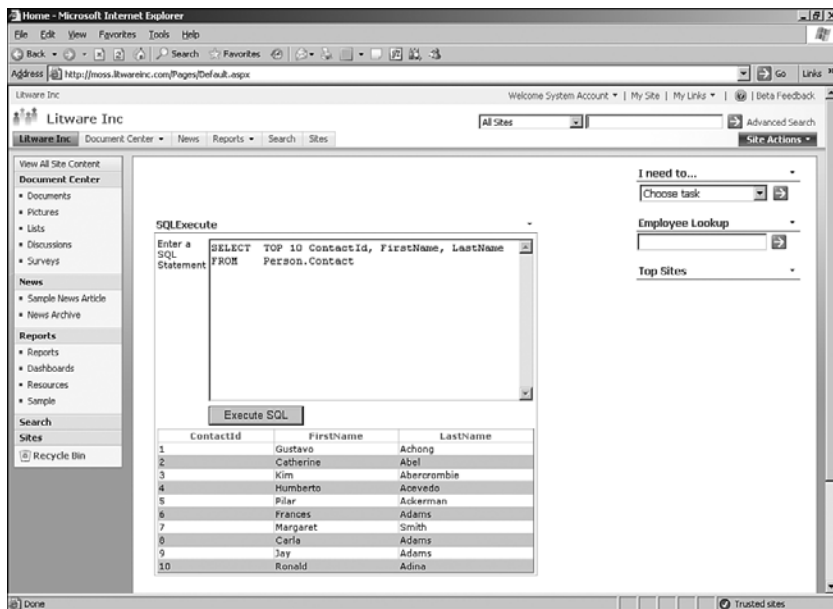 Home - Microsoft Internet Explorer
File Edit View Favorites Tools Help
Back Search Favorites
Address http://moss.litwareinc.com/Pages/Default.aspx Go Links »
Litware Inc Welcome System Account My Site | My Links | Beta Feedback
Litware Inc All Sites Advanced Search
Litware Inc Document Center News Reports Search Sites Site Actions
View All Site Content
Document Center
Documents
Pictures
Lists
Discussions
Surveys
News
Sample News Article
News Archive
Reports
Reports
Dashboards
Resources
Sample
Search
Sites
Recycle Bin
SQLExecute
Enter a
SQL
Statement
SELECT TOP 10 ContactId, FirstName, LastName
FROM Person.Contact
Execute SQL
ContactId FirstName LastName
1 Gustavo Achong
2 Catherine Abel
3 Kim Abercrombie
4 Humberto Acevedo
5 Pilar Ackerman
6 Frances Adams
7 Margaret Smith
8 Carla Adams
9 Jay Adams
10 Ronald Adina
I need to...
Choose task
Employee Lookup
Top Sites
Done Trusted sites